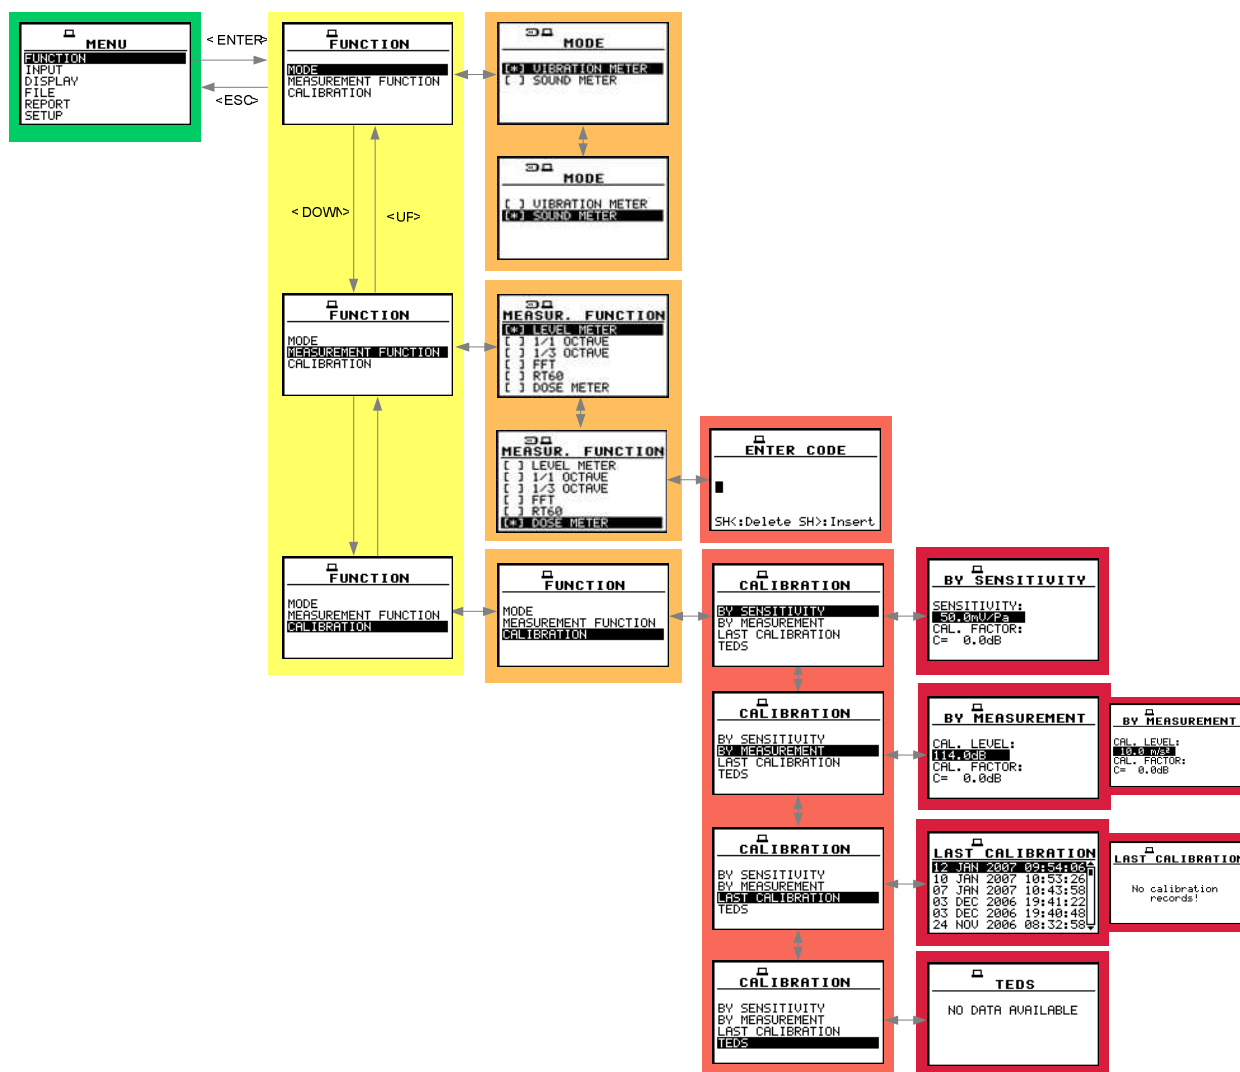 MENU
FUNCTION
INPUT
DISPLAY
FILE
REPORT
SETUP
< ENTER>
<ESC>
FUNCTION
MODE
MEASUREMENT FUNCTION
CALIBRATION
MODE
[*] VIBRATION METER
[ ] SOUND METER
MODE
[ ] VIBRATION METER
[*] SOUND METER
< DOWN>
<UP>
FUNCTION
MODE
MEASUREMENT FUNCTION
CALIBRATION
MEASUR. FUNCTION
[*] LEVEL METER
[ ] 1/1 OCTAVE
[ ] 1/3 OCTAVE
[ ] FFT
[ ] RT60
[ ] DOSE METER
MEASUR. FUNCTION
[ ] LEVEL METER
[ ] 1/1 OCTAVE
[ ] 1/3 OCTAVE
[ ] FFT
[ ] RT60
[*] DOSE METER
ENTER CODE
SH<:Delete SH>:Insert
FUNCTION
MODE
MEASUREMENT FUNCTION
CALIBRATION
FUNCTION
MODE
MEASUREMENT FUNCTION
CALIBRATION
CALIBRATION
BY SENSITIVITY
BY MEASUREMENT
LAST CALIBRATION
TEDS
BY SENSITIVITY
SENSITIVITY:
50.0mV/Pa
CAL. FACTOR:
C= 0.0dB
CALIBRATION
BY SENSITIVITY
BY MEASUREMENT
LAST CALIBRATION
TEDS
BY MEASUREMENT
CAL. LEVEL:
114.0dB
CAL. FACTOR:
C= 0.0dB
BY MEASUREMENT
CAL. LEVEL:
10.0 m/s²
CAL. FACTOR:
C= 0.0dB
CALIBRATION
BY SENSITIVITY
BY MEASUREMENT
LAST CALIBRATION
TEDS
LAST CALIBRATION
12 JAN 2007 09:54:06
10 JAN 2007 10:53:26
07 JAN 2007 10:43:58
03 DEC 2006 19:41:22
03 DEC 2006 19:40:48
24 NOV 2006 08:32:58
LAST CALIBRATION
No calibration
records!
CALIBRATION
BY SENSITIVITY
BY MEASUREMENT
LAST CALIBRATION
TEDS
TEDS
NO DATA AVAILABLE